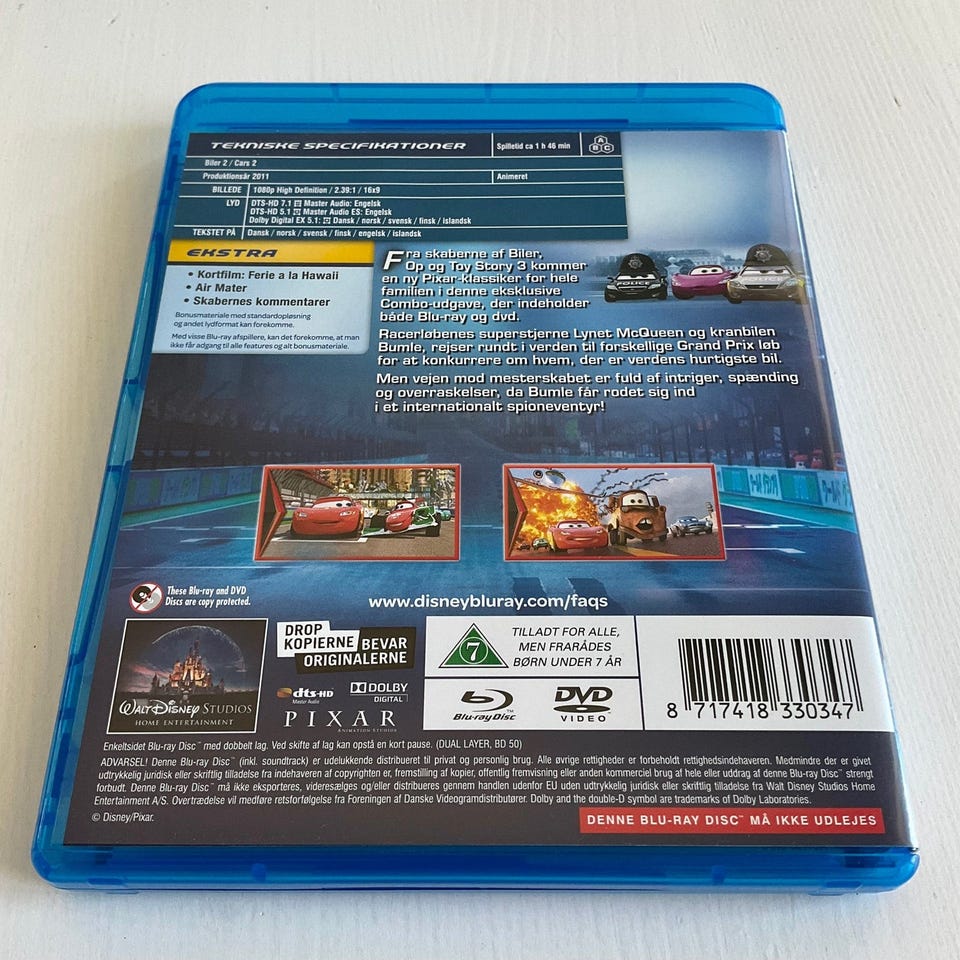 TEKNISKE SPECIFIKATIONER
Spilletid ca 1 h 46 min
A B C
Biler 2 / Cars 2
Produktionsår 2011
Animeret
BILLEDE 1080p High Definition / 2.39:1 / 16x9
LYD DTS-HD 7.1 Master Audio: Engelsk
DTS-HD 5.1 Master Audio ES: Engelsk
Dolby Digital EX 5.1: Dansk / norsk / svensk / finsk / islandsk
TEKSTET PÅ Dansk / norsk / svensk / finsk / engelsk / islandsk
EKSTRA
• Kortfilm: Ferie a la Hawaii
• Air Mater
• Skabernes kommentarer
Bonusmateriale med standardopløsning
og andet lydformat kan forekomme.
Med visse Blu-ray afspillere, kan det forekomme, at man
ikke får adgang til alle features og alt bonusmateriale.
Fra skaberne af Biler,
Op og Toy Story 3 kommer
en ny Pixar-klassiker for hele
familien i denne eksklusive
Combo-udgave, der indeholder
både Blu-ray og dvd.
Racerløbenes superstjerne Lynet McQueen og kranbilen
Bumle, rejser rundt i verden til forskellige Grand Prix løb
for at konkurrere om hvem, der er verdens hurtigste bil.
Men vejen mod mesterskabet er fuld af intriger, spænding
og overraskelser, da Bumle får rodet sig ind
i et internationalt spioneventyr!
POLICE
POLICE
These Blu-ray and DVD
Discs are copy protected.
www.disneybluray.com/faqs
WALT DISNEY STUDIOS
HOME ENTERTAINMENT
DROP
KOPIERNE BEVAR
ORIGINALERNE
dts-HD
Master Audio
DOLBY
DIGITAL
PIXAR
ANIMATION STUDIOS
7
TILLADT FOR ALLE,
MEN FRARÅDES
BØRN UNDER 7 ÅR
Blu-ray Disc
DVD
VIDEO
8 717418 330347
Enkeltsidet Blu-ray Disc™ med dobbelt lag. Ved skifte af lag kan opstå en kort pause. (DUAL LAYER, BD 50)
ADVARSEL! Denne Blu-ray Disc™ (inkl. soundtrack) er udelukkende distribueret til privat og personlig brug. Alle øvrige rettigheder er forbeholdt rettighedsindehaveren. Medmindre der er givet
udtrykkelig juridisk eller skriftlig tilladelse fra indehaveren af copyrighten er, fremstilling af kopier, offentlig fremvisning eller anden kommerciel brug af hele eller uddrag af denne Blu-ray Disc™ strengt
forbudt. Denne Blu-ray Disc™ må ikke eksporteres, videresælges og/eller distribueres gennem handlen udenfor EU uden udtrykkelig juridisk eller skriftlig tilladelse fra Walt Disney Studios Home
Entertainment A/S. Overtrædelse vil medføre retsforfølgelse fra Foreningen af Danske Videogramdistributører. Dolby and the double-D symbol are trademarks of Dolby Laboratories.
© Disney/Pixar.
DENNE BLU-RAY DISC™ MÅ IKKE UDLEJES